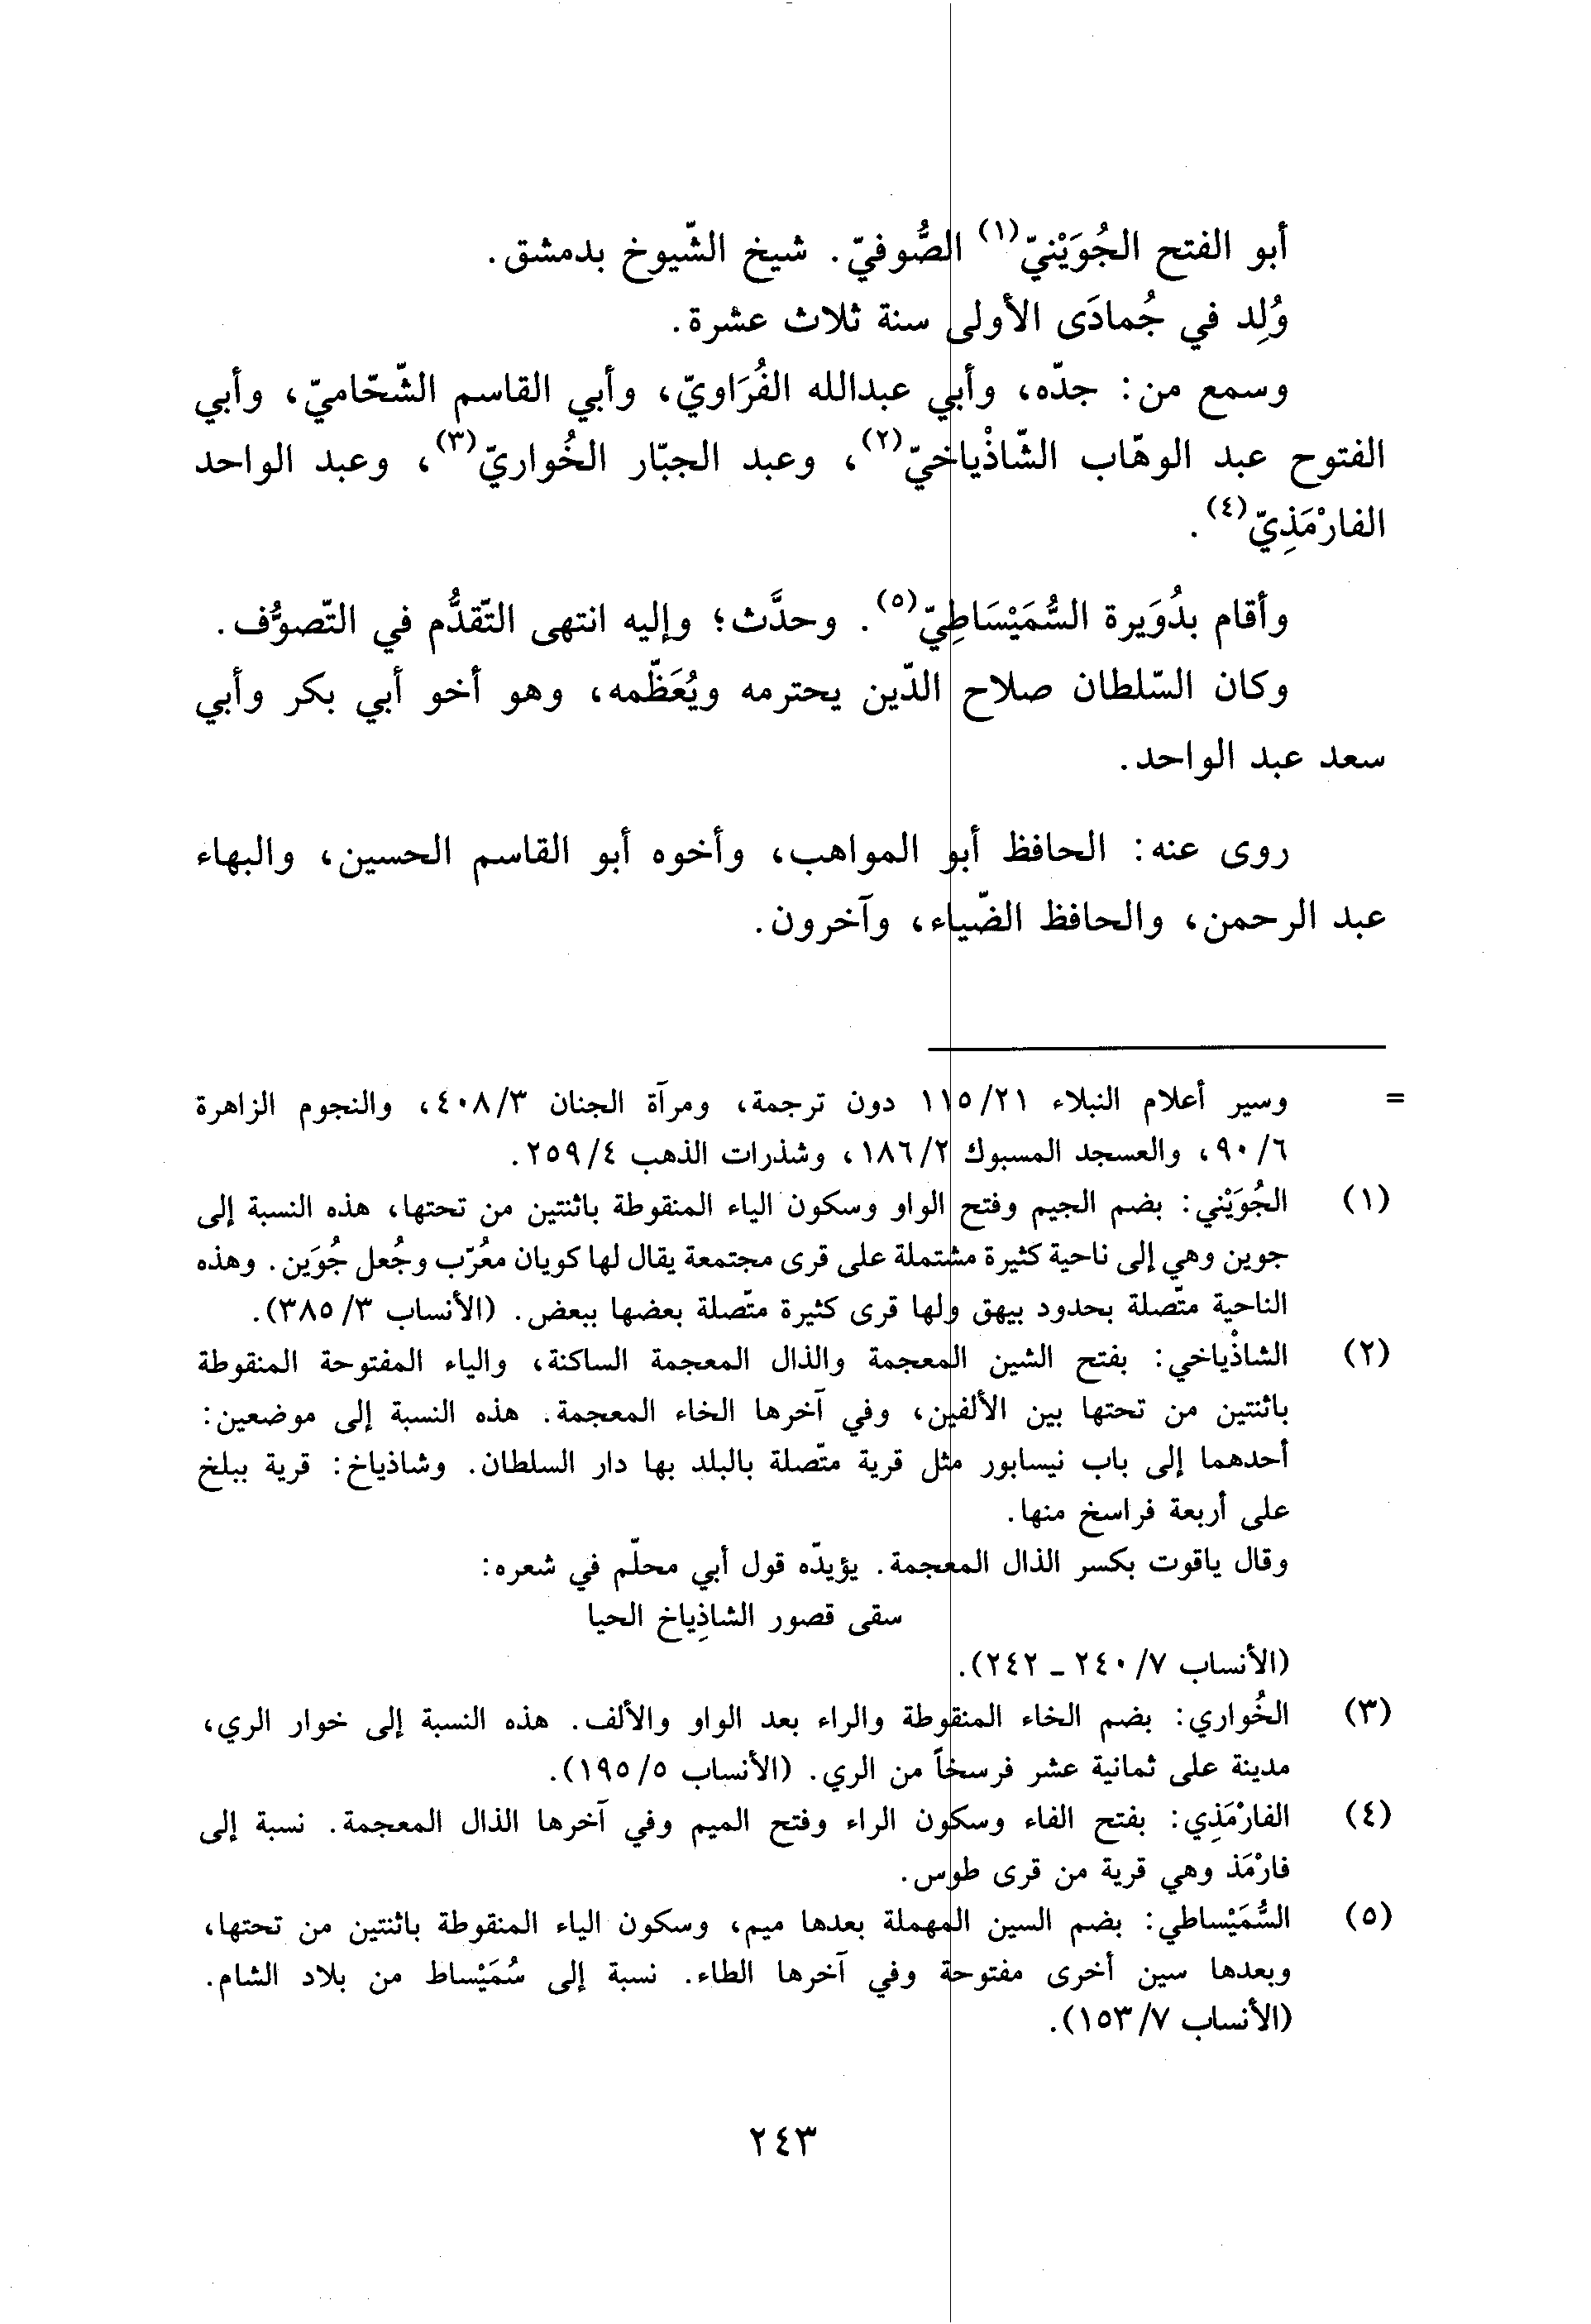 أبو الفتح الجُوَيْنيّ(١) الصُّوفيّ. شيخ الشّيوخ بدمشق.
وُلِد في جُمادَى الأولى سنة ثلاث عشرة.
وسمع من: جدّه، وأبي عبدالله الفُرَاويّ، وأبي القاسم الشّحّاميّ، وأبي
الفتوح عبد الوهّاب الشّاذْياخيّ(٢)، وعبد الجبّار الخُواريّ(٣)، وعبد الواحد
الفارْمَذِيّ(٤).
وأقام بدُوَيرة السُّمَيْسَاطِيّ(٥). وحدَّث؛ وإليه انتهى التّقدُّم في التّصوُّف.
وكان السّلطان صلاح الدّين يحترمه ويُعَظّمه، وهو أخو أبي بكر وأبي
سعد عبد الواحد.
روى عنه: الحافظ أبو المواهب، وأخوه أبو القاسم الحسين، والبهاء
عبد الرحمن، والحافظ الضّياء، وآخرون.
= وسير أعلام النبلاء ١١٥/٢١ دون ترجمة، ومرآة الجنان ٤٠٨/٣، والنجوم الزاهرة
٩٠/٦، والعسجد المسبوك ١٨٦/٢، وشذرات الذهب ٢٥٩/٤.
(١) الجُوَيْني: بضم الجيم وفتح الواو وسكون الياء المنقوطة باثنتين من تحتها، هذه النسبة إلى
جوين وهي إلى ناحية كثيرة مشتملة على قرى مجتمعة يقال لها كويان معُرّب وجُعل جُوَين. وهذه
الناحية متّصلة بحدود بيهق ولها قرى كثيرة متّصلة بعضها ببعض. (الأنساب ٣٨٥/٣).
(٢) الشاذْياخي: بفتح الشين المعجمة والذال المعجمة الساكنة، والياء المفتوحة المنقوطة
باثنتين من تحتها بين الألفين، وفي آخرها الخاء المعجمة. هذه النسبة إلى موضعين:
أحدهما إلى باب نيسابور مثل قرية متّصلة بالبلد بها دار السلطان. وشاذياخ: قرية ببلخ
على أربعة فراسخ منها.
وقال ياقوت بكسر الذال المعجمة. يؤيدّه قول أبي محلّم في شعره:
سقى قصور الشاذِياخ الحيا
(الأنساب ٢٤٠/٧ ـ ٢٤٢).
(٣) الخُواري: بضم الخاء المنقوطة والراء بعد الواو والألف. هذه النسبة إلى خوار الري،
مدينة على ثمانية عشر فرسخاً من الري. (الأنساب ١٩٥/٥).
(٤) الفارْمَذِي: بفتح الفاء وسكون الراء وفتح الميم وفي آخرها الذال المعجمة. نسبة إلى
فارْمَذ وهي قرية من قرى طوس.
(٥) السُّمَيْساطي: بضم السين المهملة بعدها ميم، وسكون الياء المنقوطة باثنتين من تحتها،
وبعدها سين أخرى مفتوحة وفي آخرها الطاء. نسبة إلى سُمَيْساط من بلاد الشام.
(الأنساب ١٥٣/٧).
٢٤٣